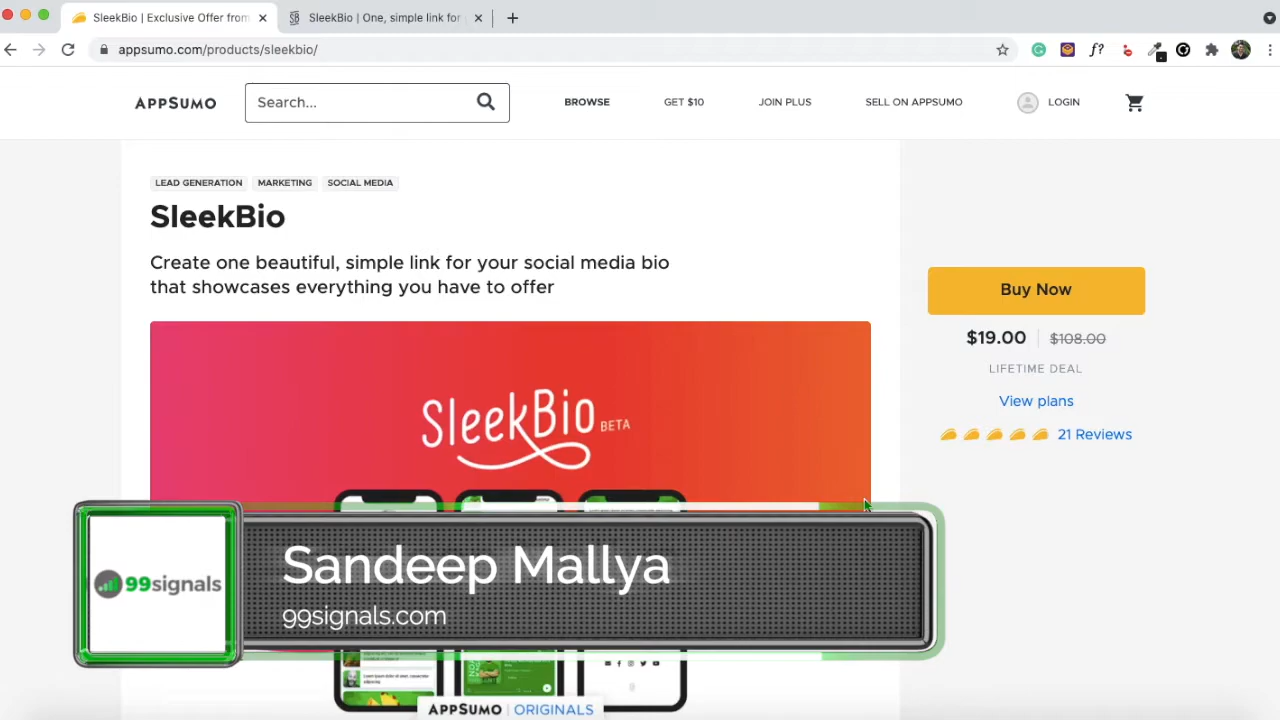 SleekBio | Exclusive Offer from
SleekBio | One, simple link for
appsumo.com/products/sleekbio/
f?
APPSUMO
Search...
BROWSE
GET $10
JOIN PLUS
SELL ON APPSUMO
LOGIN
LEAD GENERATION
MARKETING
SOCIAL MEDIA
SleekBio
Create one beautiful, simple link for your social media bio
that showcases everything you have to offer
Buy Now
$19.00
$108.00
LIFETIME DEAL
View plans
21 Reviews
SleekBio BETA
99signals
Sandeep Mallya
99signals.com
APPSUMO | ORIGINALS